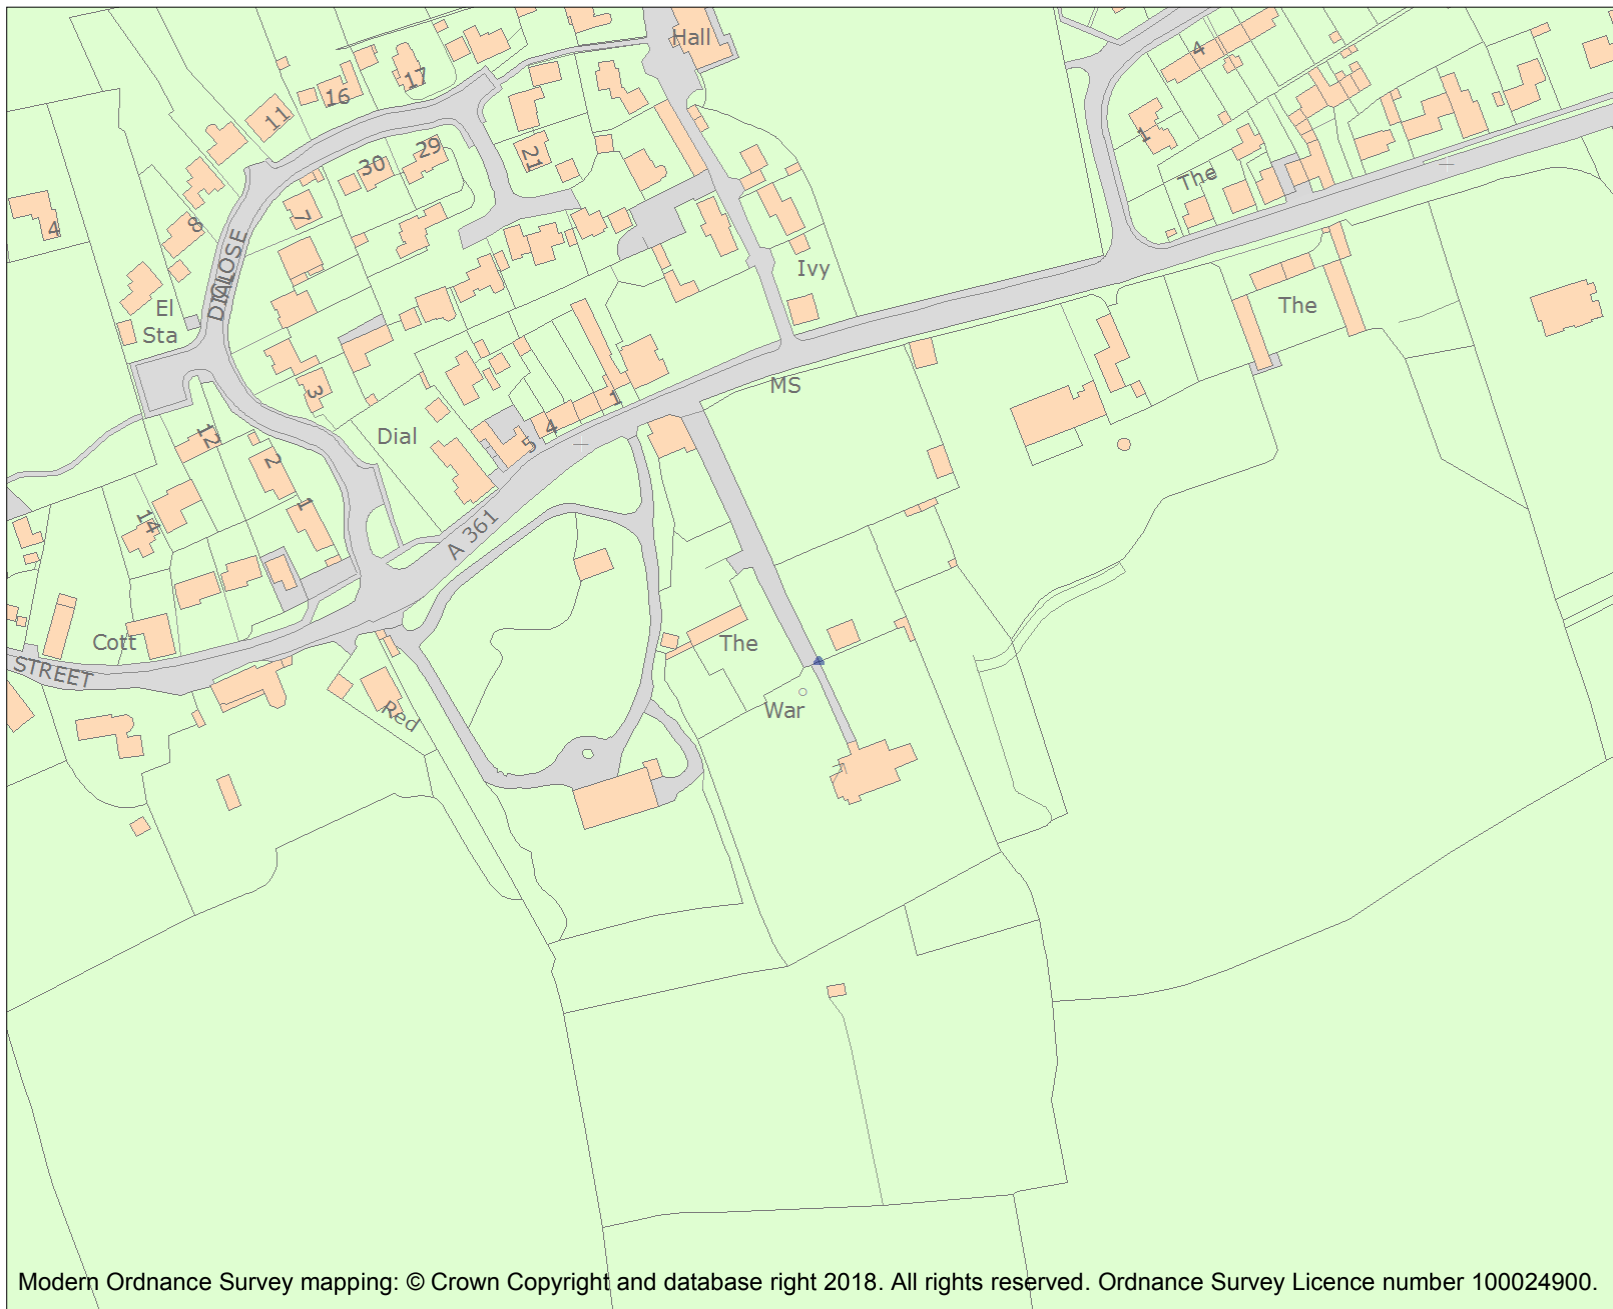 Hall
4
17
16
11
1
29
21
30
The
4
7
8
DIAL CLOSE
Ivy
El
Sta
The
MS
3
1
4
Dial
5
12
2
1
14
A 361
Cott
The
STREET
War
Red
Modern Ordnance Survey mapping: © Crown Copyright and database right 2018. All rights reserved. Ordnance Survey Licence number 100024900.